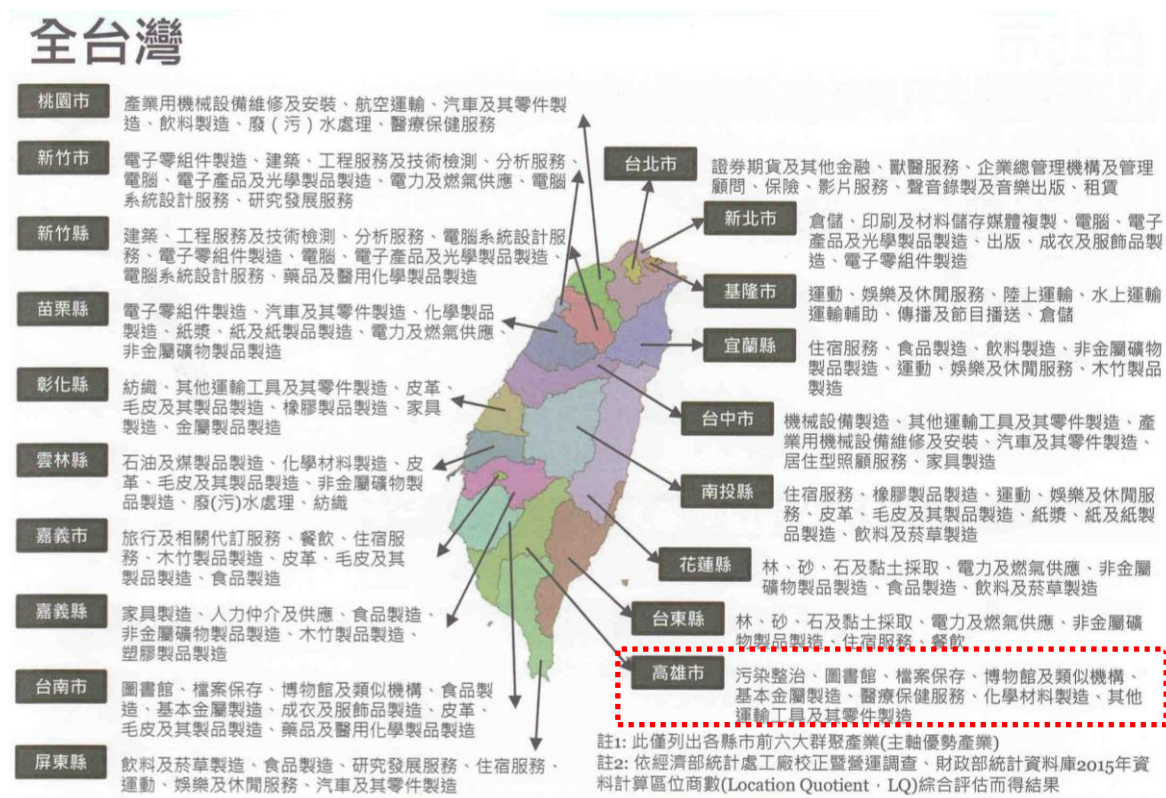 全台灣
桃園市
產業用機械設備維修及安裝、航空運輸、汽車及其零件製
造、飲料製造、廢(污)水處理、醫療保健服務
新竹市
電子零組件製造、建築、工程服務及技術檢測、分析服務、
電腦、電子產品及光學製品製造、電力及燃氣供應、電腦
系統設計服務、研究發展服務
新竹縣
建築、工程服務及技術檢測、分析服務、電腦系統設計服
務、電子零組件製造、電腦、電子產品及光學製品製造、
電腦系統設計服務、藥品及醫用化學製品製造
苗栗縣
電子零組件製造、汽車及其零件製造、化學製品
製造、紙漿、紙及紙製品製造、電力及燃氣供應、
非金屬礦物製品製造
彰化縣
紡織、其他運輸工具及其零件製造、皮革、
毛皮及其製品製造、橡膠製品製造、家具
製造、金屬製品製造
雲林縣
石油及煤製品製造、化學材料製造、皮
革、毛皮及其製品製造、非金屬礦物製
品製造、廢(污)水處理、紡織
嘉義市
旅行及相關代訂服務、餐飲、住宿服
務、木竹製品製造、皮革、毛皮及其
製品製造、食品製造
嘉義縣
家具製造、人力仲介及供應、食品製造、
非金屬礦物製品製造、木竹製品製造、
塑膠製品製造
台南市
圖書館、檔案保存、博物館及類似機構、食品製
造、基本金屬製造、成衣及服飾品製造、皮革、
毛皮及其製品製造、藥品及醫用化學製品製造
屏東縣
飲料及菸草製造、食品製造、研究發展服務、住宿服務、
運動、娛樂及休閒服務、汽車及其零件製造
台北市
證券期貨及其他金融、獸醫服務、企業總管理機構及管理
顧問、保險、影片服務、聲音錄製及音樂出版、租賃
新北市
倉儲、印刷及材料儲存媒體複製、電腦、電子
產品及光學製品製造、出版、成衣及服飾品製
造、電子零組件製造
基隆市
運動、娛樂及休閒服務、陸上運輸、水上運輸
運輸輔助、傳播及節目播送、倉儲
宜蘭縣
住宿服務、食品製造、飲料製造、非金屬礦物
製品製造、運動、娛樂及休閒服務、木竹製品
製造
台中市
機械設備製造、其他運輸工具及其零件製造、產
業用機械設備維修及安裝、汽車及其零件製造、
居住型照顧服務、家具製造
南投縣
住宿服務、橡膠製品製造、運動、娛樂及休閒服
務、皮革、毛皮及其製品製造、紙漿、紙及紙製
品製造、飲料及菸草製造
花蓮縣
林、砂、石及黏土採取、電力及燃氣供應、非金屬
礦物製品製造、食品製造、飲料及菸草製造
台東縣
林、砂、石及黏土採取、電力及燃氣供應、非金屬礦
物製品製造、住宿服務、餐飲
高雄市
污染整治、圖書館、檔案保存、博物館及類似機構、
基本金屬製造、醫療保健服務、化學材料製造、其他
運輸工具及其零件製造
註1: 此僅列出各縣市前六大群聚產業(主軸優勢產業)
註2: 依經濟部統計處工廠校正暨營運調查、財政部統計資料庫2015年資
料計算區位商數(Location Quotient,LQ)綜合評估而得結果